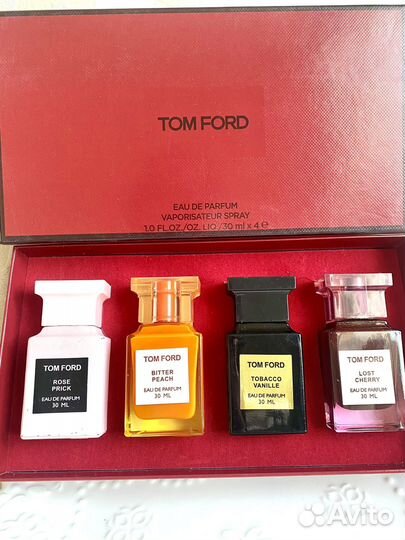 TOM FORD
EAU DE PARFUM
VAPORISATEUR SPRAY
1.0 FL.OZ./OZ. LIQ/30 ml x 4 ℮
ROSE
PRICK
EAU DE PARFUM
30 ML
TOM FORD
BITTER
PEACH
EAU DE PARFUM
30 ML
TOM FORD
TOBACCO
VANILLE
EAU DE PARFUM
30 ML
TOM FORD
LOST
CHERRY
EAU DE PARFUM
30 ML
TOM FORD
Avito